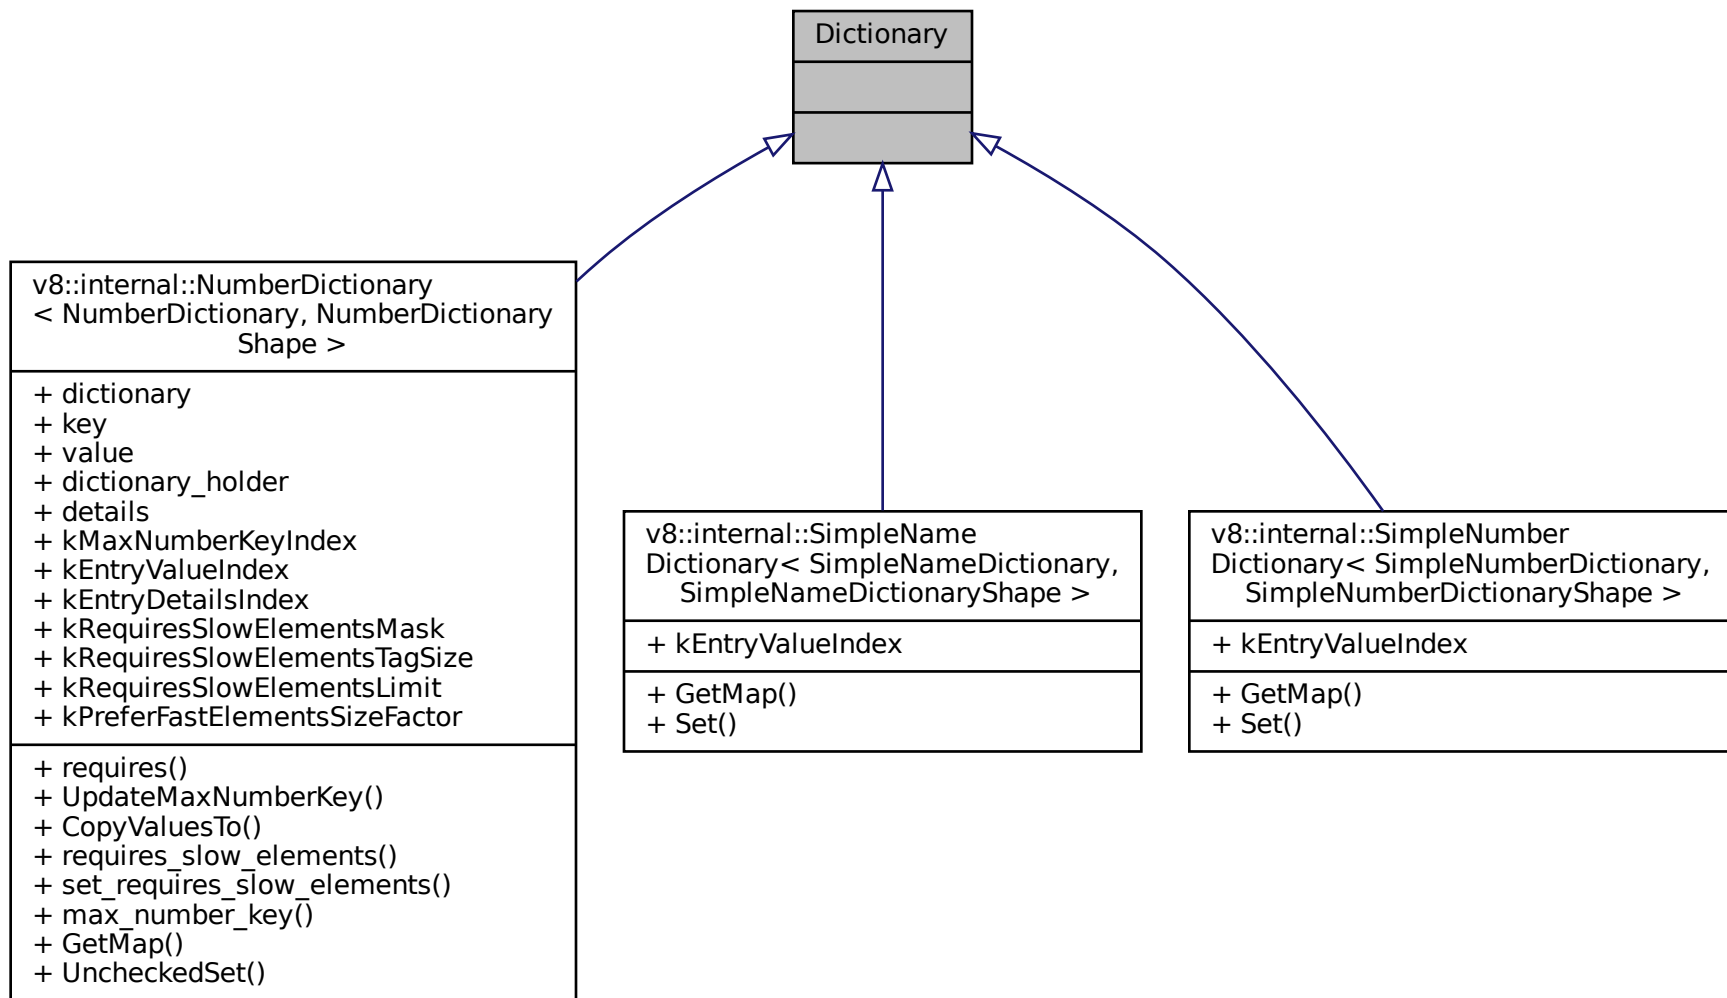 Dictionary
v8::internal::NumberDictionary
< NumberDictionary, NumberDictionary
Shape >
+ dictionary
+ key
+ value
+ dictionary_holder
+ details
+ kMaxNumberKeyIndex
+ kEntryValueIndex
+ kEntryDetailsIndex
+ kRequiresSlowElementsMask
+ kRequiresSlowElementsTagSize
+ kRequiresSlowElementsLimit
+ kPreferFastElementsSizeFactor
+ requires()
+ UpdateMaxNumberKey()
+ CopyValuesTo()
+ requires_slow_elements()
+ set_requires_slow_elements()
+ max_number_key()
+ GetMap()
+ UncheckedSet()
v8::internal::SimpleName
Dictionary< SimpleNameDictionary,
SimpleNameDictionaryShape >
+ kEntryValueIndex
+ GetMap()
+ Set()
v8::internal::SimpleNumber
Dictionary< SimpleNumberDictionary,
SimpleNumberDictionaryShape >
+ kEntryValueIndex
+ GetMap()
+ Set()